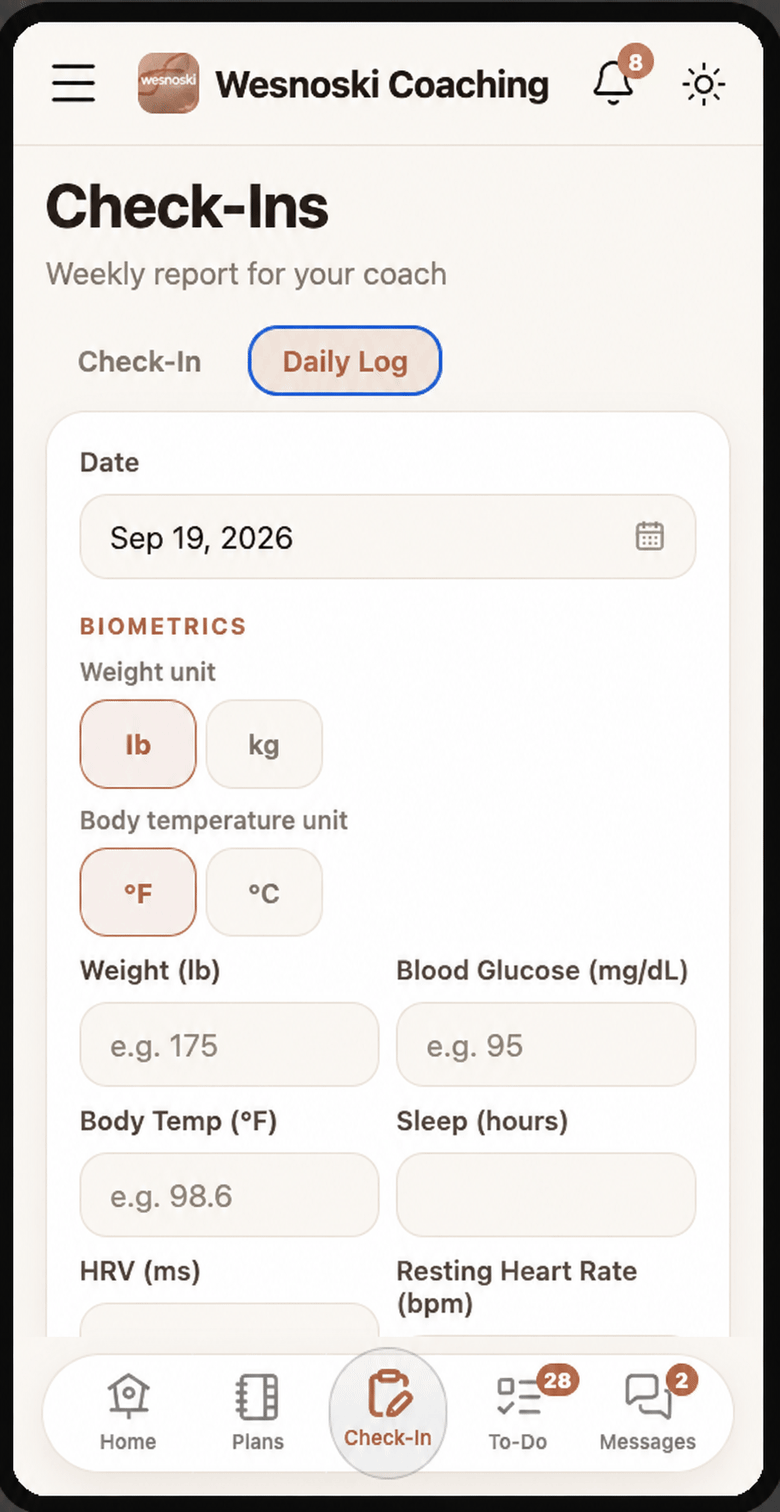 wesnoski
Wesnoski Coaching
8
Check-Ins
Weekly report for your coach
Check-In
Daily Log
Date
Sep 19, 2026
BIOMETRICS
Weight unit
lb
kg
Body temperature unit
°F
°C
Weight (lb)
Blood Glucose (mg/dL)
e.g. 175
e.g. 95
Body Temp (°F)
Sleep (hours)
e.g. 98.6
HRV (ms)
Resting Heart Rate
(bpm)
Home
Plans
Check-In
28
To-Do
2
Messages